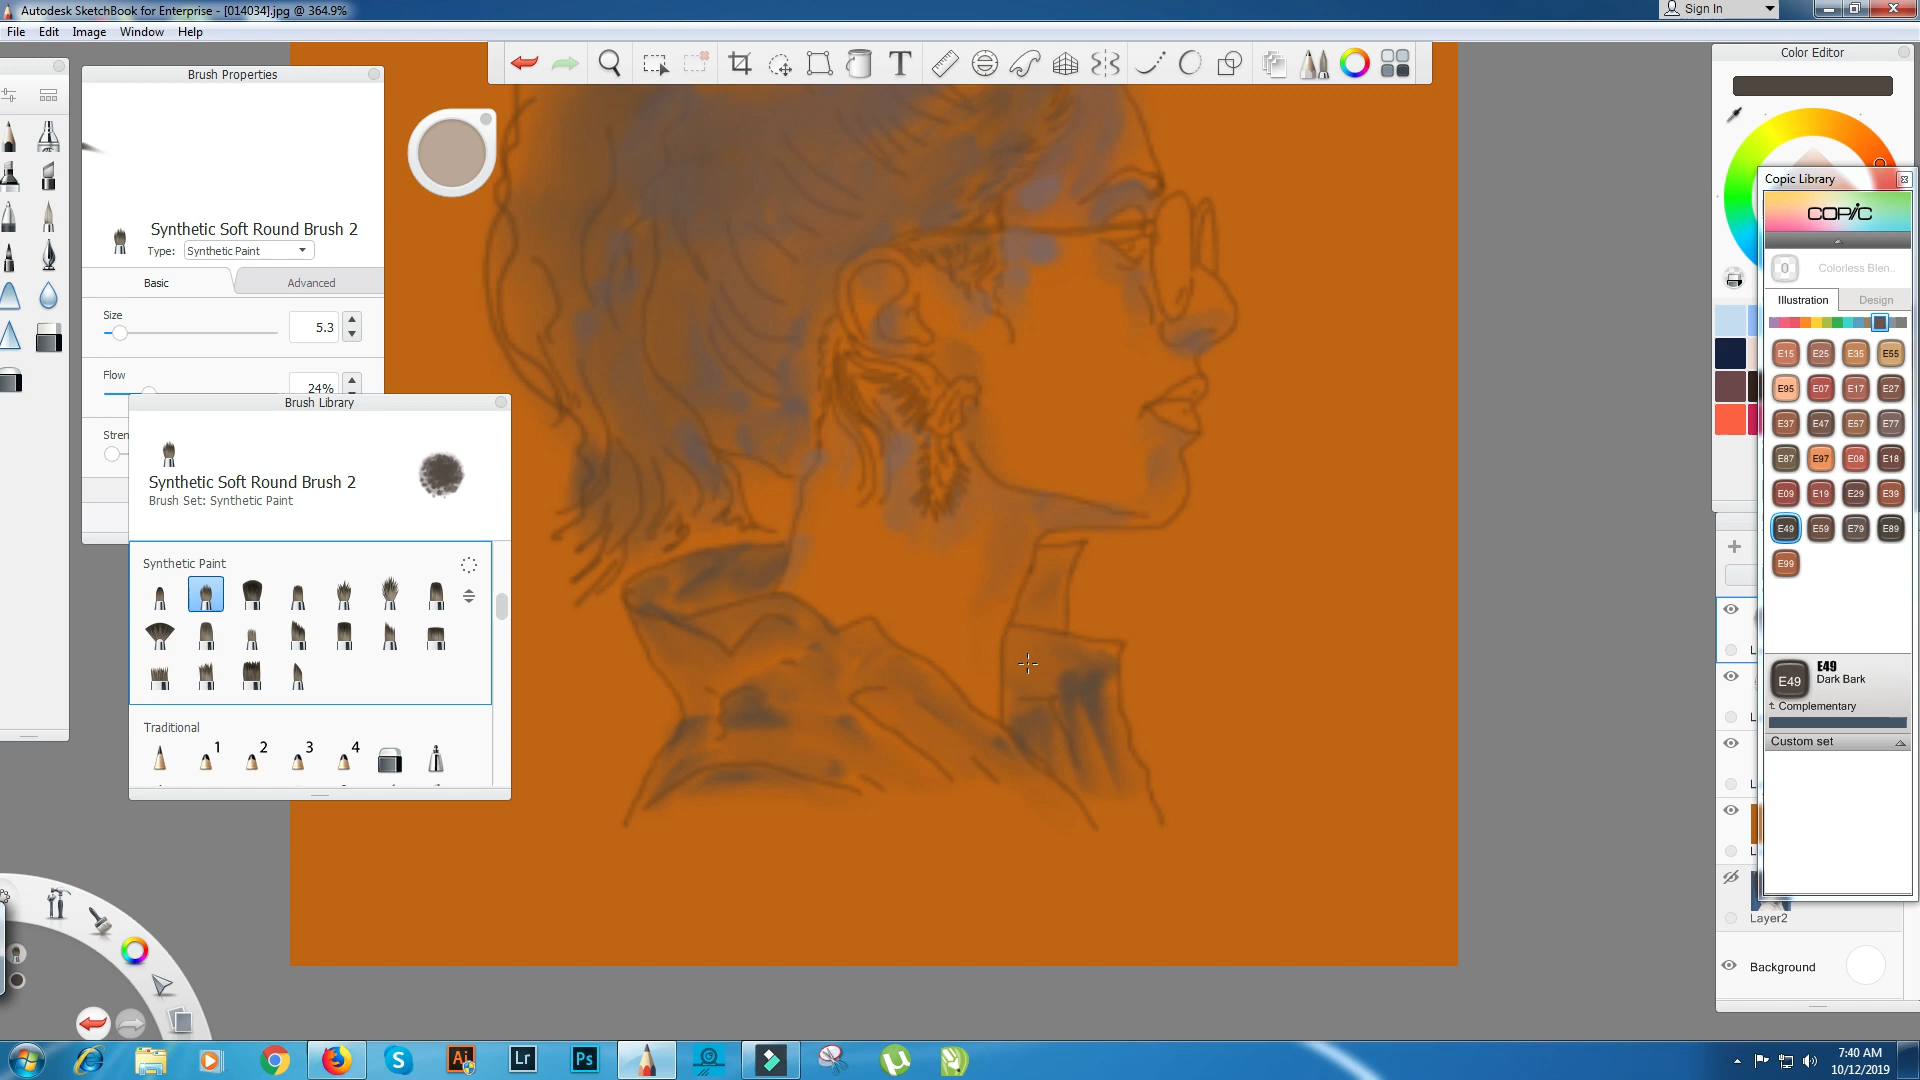 Autodesk SketchBook for Enterprise - [014034].jpg @ 364.9%
Sign In
File Edit Image Window Help
Brush Properties
Synthetic Soft Round Brush 2
Type: Synthetic Paint
Basic Advanced
Size
5.3
Flow
24%
Stren
Brush Library
Synthetic Soft Round Brush 2
Brush Set: Synthetic Paint
Synthetic Paint
Traditional
1 2 3 4
T
Color Editor
Copic Library
COPIC
0 Colorless Blen..
Illustration Design
E15 E25 E35 E55
E95 E07 E17 E27
E37 E47 E57 E77
E87 E97 E08 E18
E09 E19 E29 E39
E49 E59 E79 E89
E99
E49
E49
Dark Bark
Complementary
Custom set
L
L
L
L
Layer2
Background
Ai
Lr
Ps
7:40 AM
10/12/2019